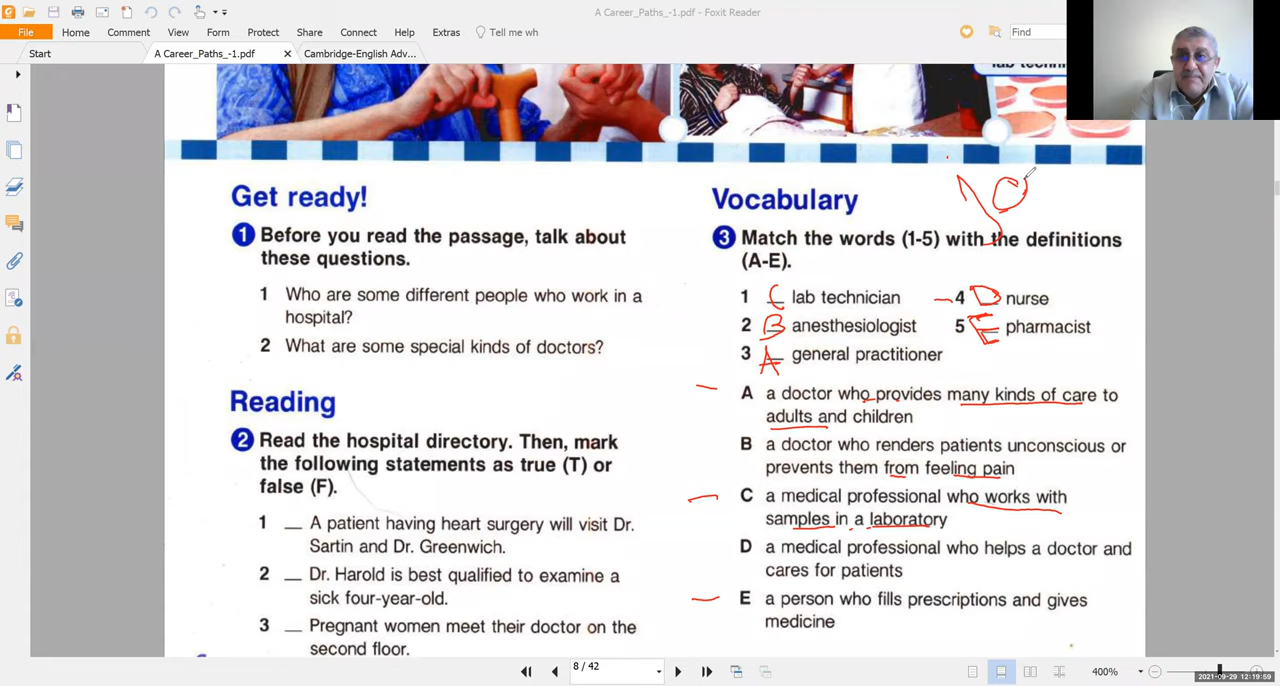 A Career_Paths_-1.pdf - Foxit Reader
File Home Comment View Form Protect Share Connect Help Extras Tell me wh Find
Start A Career_Paths_-1.pdf Cambridge-English Adv...
Get ready!
1 Before you read the passage, talk about
these questions.
1 Who are some different people who work in a
hospital?
2 What are some special kinds of doctors?
Reading
2 Read the hospital directory. Then, mark
the following statements as true (T) or
false (F).
1 __ A patient having heart surgery will visit Dr.
Sartin and Dr. Greenwich.
2 __ Dr. Harold is best qualified to examine a
sick four-year-old.
3 __ Pregnant women meet their doctor on the
second floor.
Vocabulary
3 Match the words (1-5) with the definitions
(A-E).
1 C lab technician 4 D nurse
2 B anesthesiologist 5 E pharmacist
3 A general practitioner
A a doctor who provides many kinds of care to
adults and children
B a doctor who renders patients unconscious or
prevents them from feeling pain
C a medical professional who works with
samples in a laboratory
D a medical professional who helps a doctor and
cares for patients
E a person who fills prescriptions and gives
medicine
8 / 42 400%
2021-09-29 12:19:59